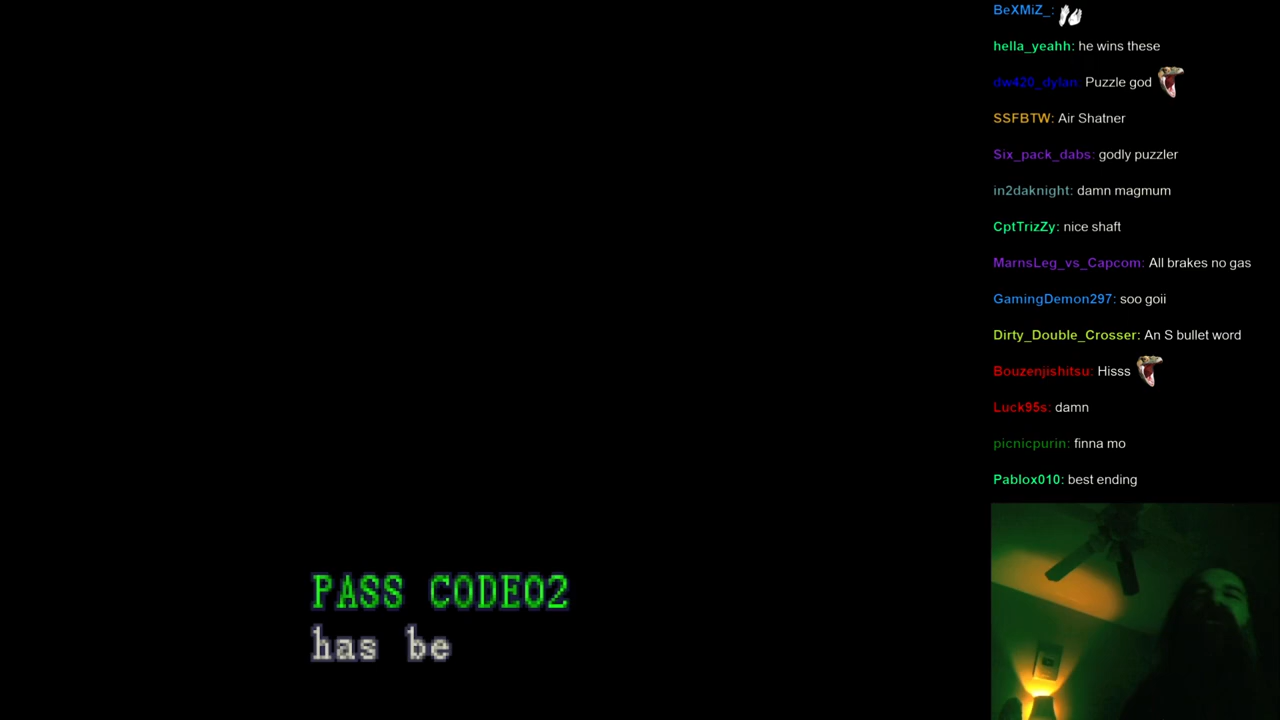 BeXMiZ_:
hella_yeahh: he wins these
dw420_dylan: Puzzle god
SSFBTW: Air Shatner
Six_pack_dabs: godly puzzler
in2daknight: damn magmum
CptTrizZy: nice shaft
MarnsLeg_vs_Capcom: All brakes no gas
GamingDemon297: soo goii
Dirty_Double_Crosser: An S bullet word
Bouzenjishitsu: Hisss
Luck95s: damn
picnicpurin: finna mo
Pablox010: best ending
PASS CODE02
has be